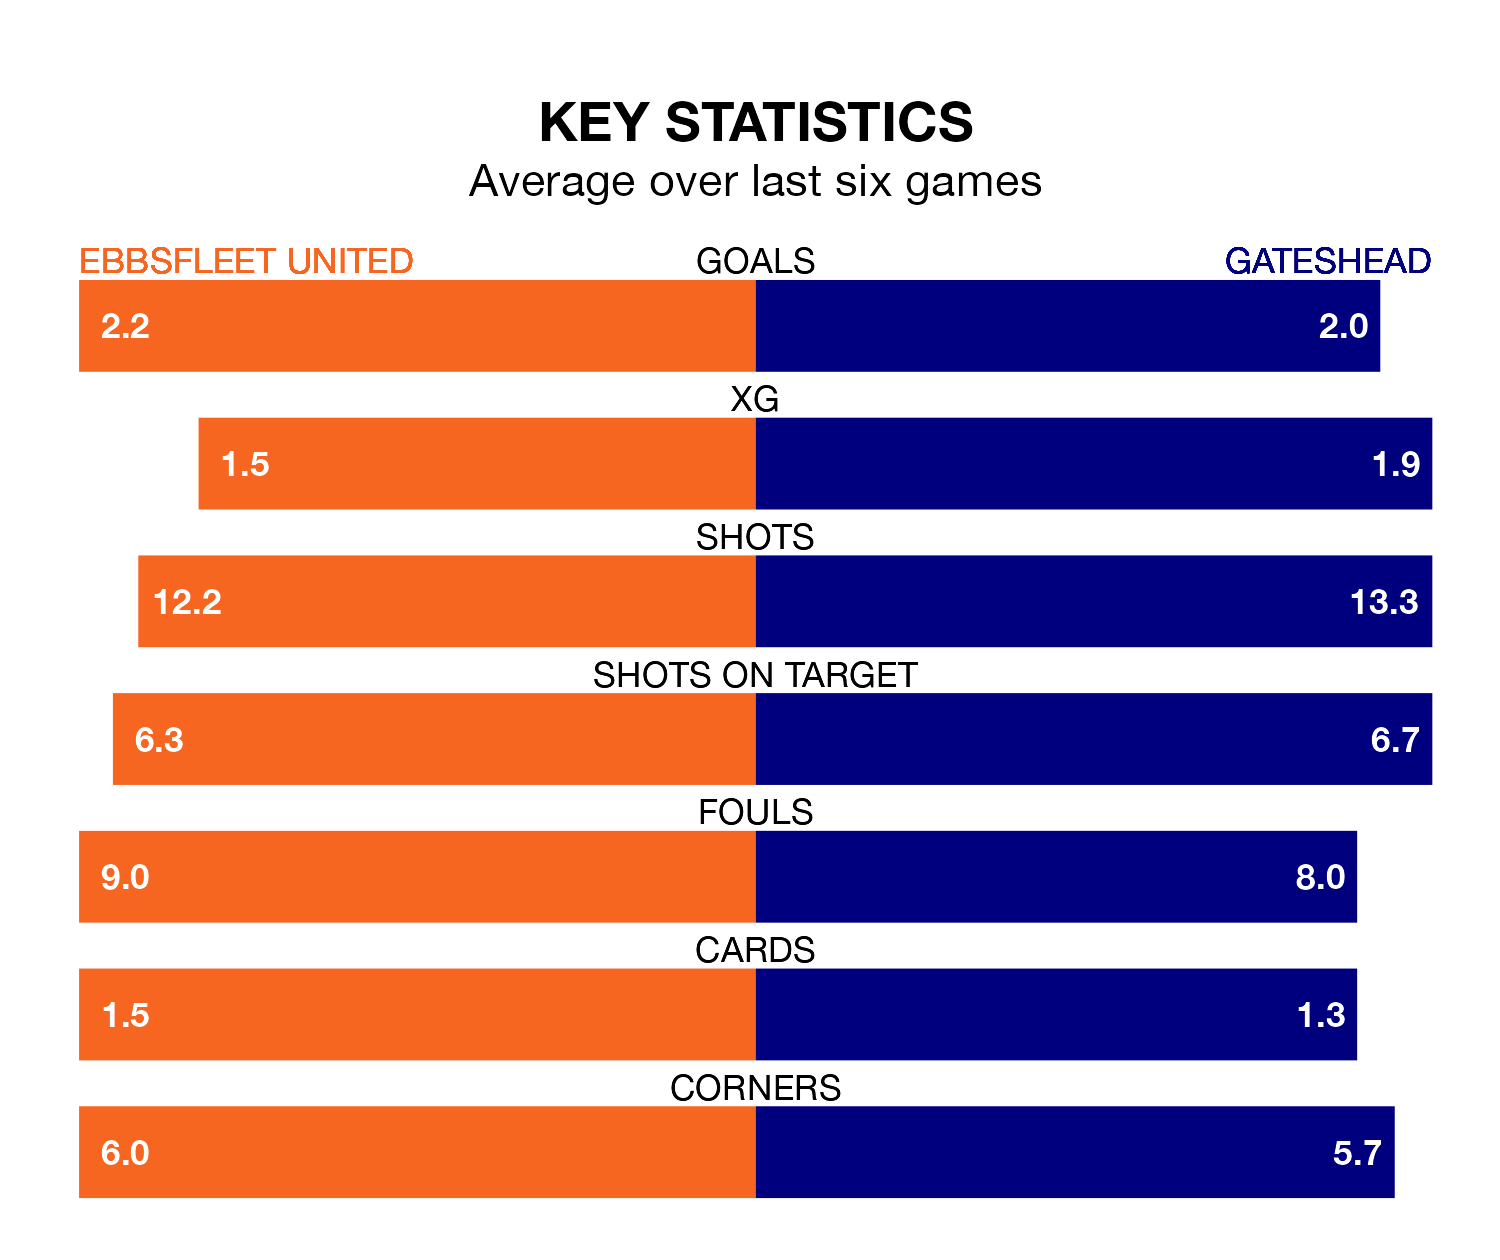 KEY STATISTICS
Average over last six games
EBBSFLEET UNITED GOALS GATESHEAD
2.2 2.0
XG
1.5 1.9
SHOTS
12.2 13.3
SHOTS ON TARGET
6.3 6.7
FOULS
9.0 8.0
CARDS
1.5 1.3
CORNERS
6.0 5.7